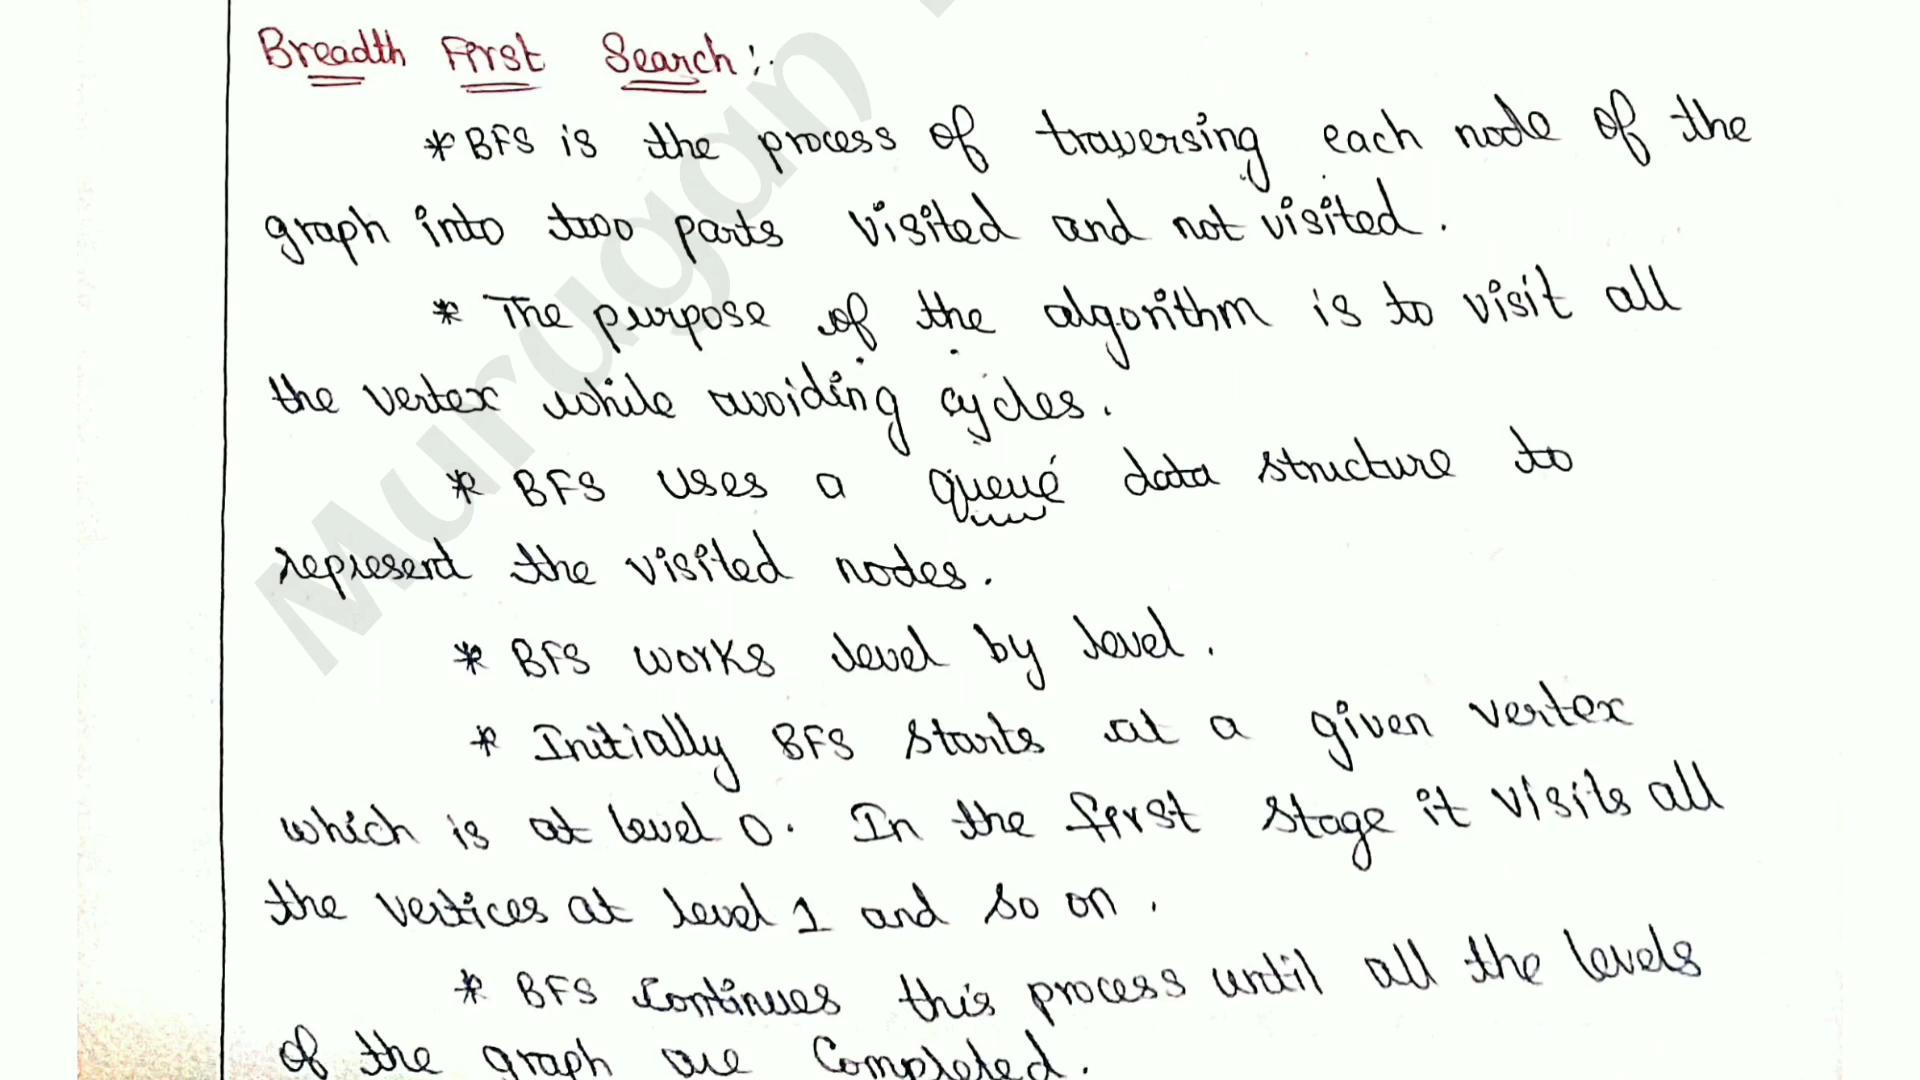 Breadth First Search:-
* BFS is the process of traversing each node of the
graph into two parts visited and not visited.
* The purpose of the algorithm is to visit all
the vertex while avoiding cycles.
* BFS uses a queue data structure to
represent the visited nodes.
* BFS works level by level.
* Initially BFS starts at a given vertex
which is at level 0. In the first stage it visits all
the vertices at level 1 and so on.
* BFS continues this process until all the levels
of the graph are completed.
Murugan